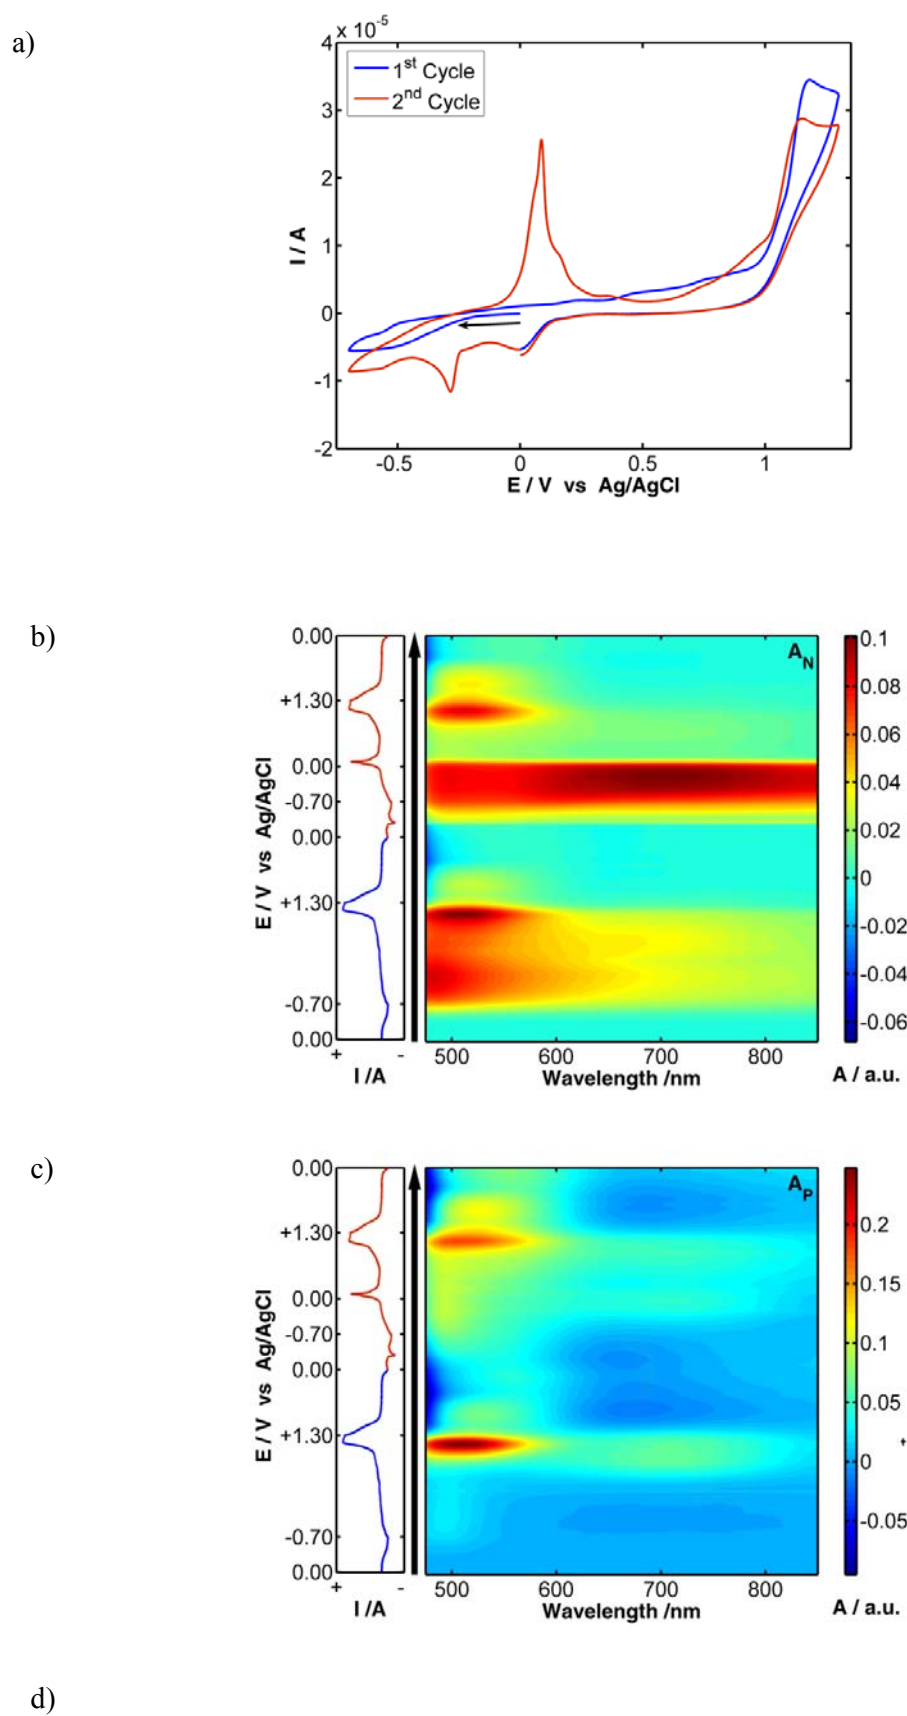 a)
× 10⁻⁵
4
3
2
1
0
-1
-2
I / A
1st Cycle
2nd Cycle
-0.5 0 0.5 1
E / V vs Ag/AgCl
b)
E / V vs Ag/AgCl
0.00
+1.30
0.00
-0.70
0.00
+1.30
-0.70
0.00
+ -
I /A
A_N
500 600 700 800
Wavelength /nm
0.1
0.08
0.06
0.04
0.02
0
-0.02
-0.04
-0.06
A / a.u.
c)
E / V vs Ag/AgCl
0.00
+1.30
0.00
-0.70
0.00
+1.30
-0.70
0.00
+ -
I /A
A_P
500 600 700 800
Wavelength /nm
0.2
0.15
0.1
0.05
0
-0.05
A / a.u.
d)